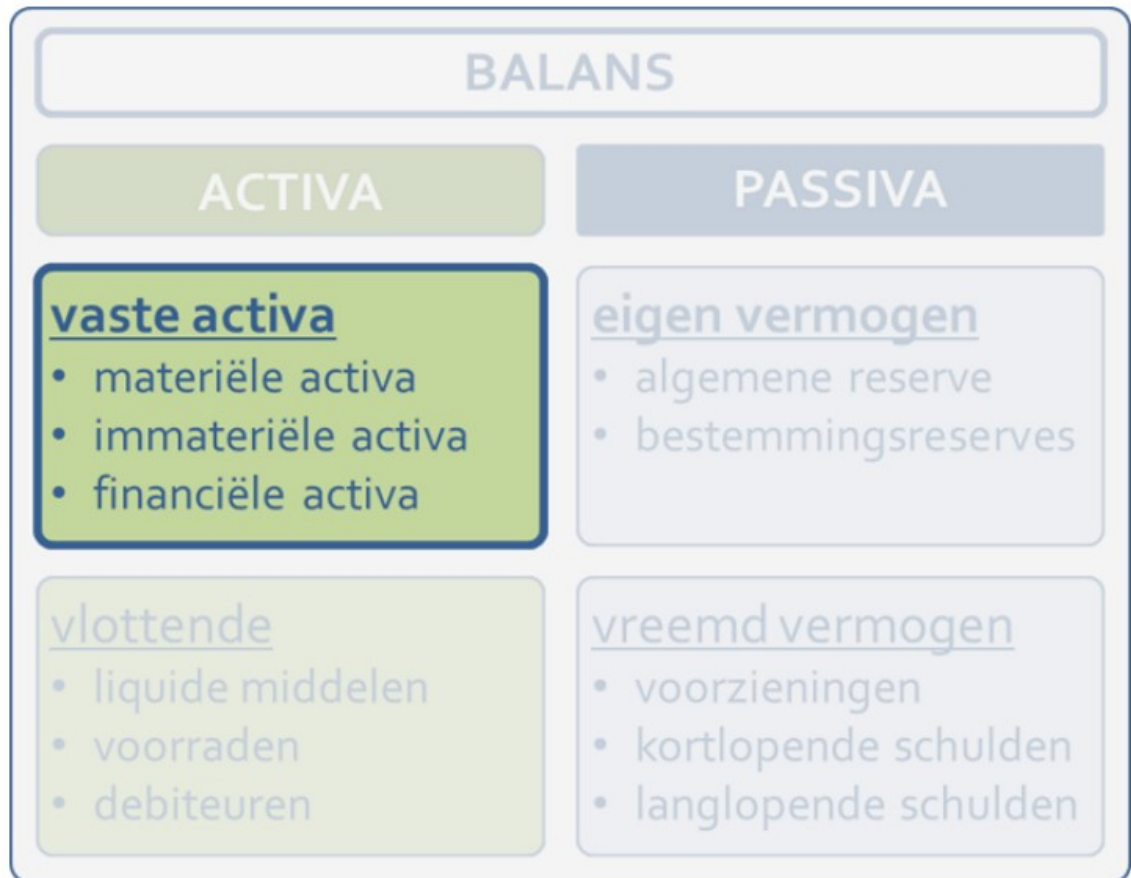 BALANS
ACTIVA
vaste activa
• materiële activa
• immateriële activa
• financiële activa
vlottende
• liquide middelen
• voorraden
• debiteuren
PASSIVA
eigen vermogen
• algemene reserve
• bestemmingsreserves
vreemd vermogen
• voorzieningen
• kortlopende schulden
• langlopende schulden